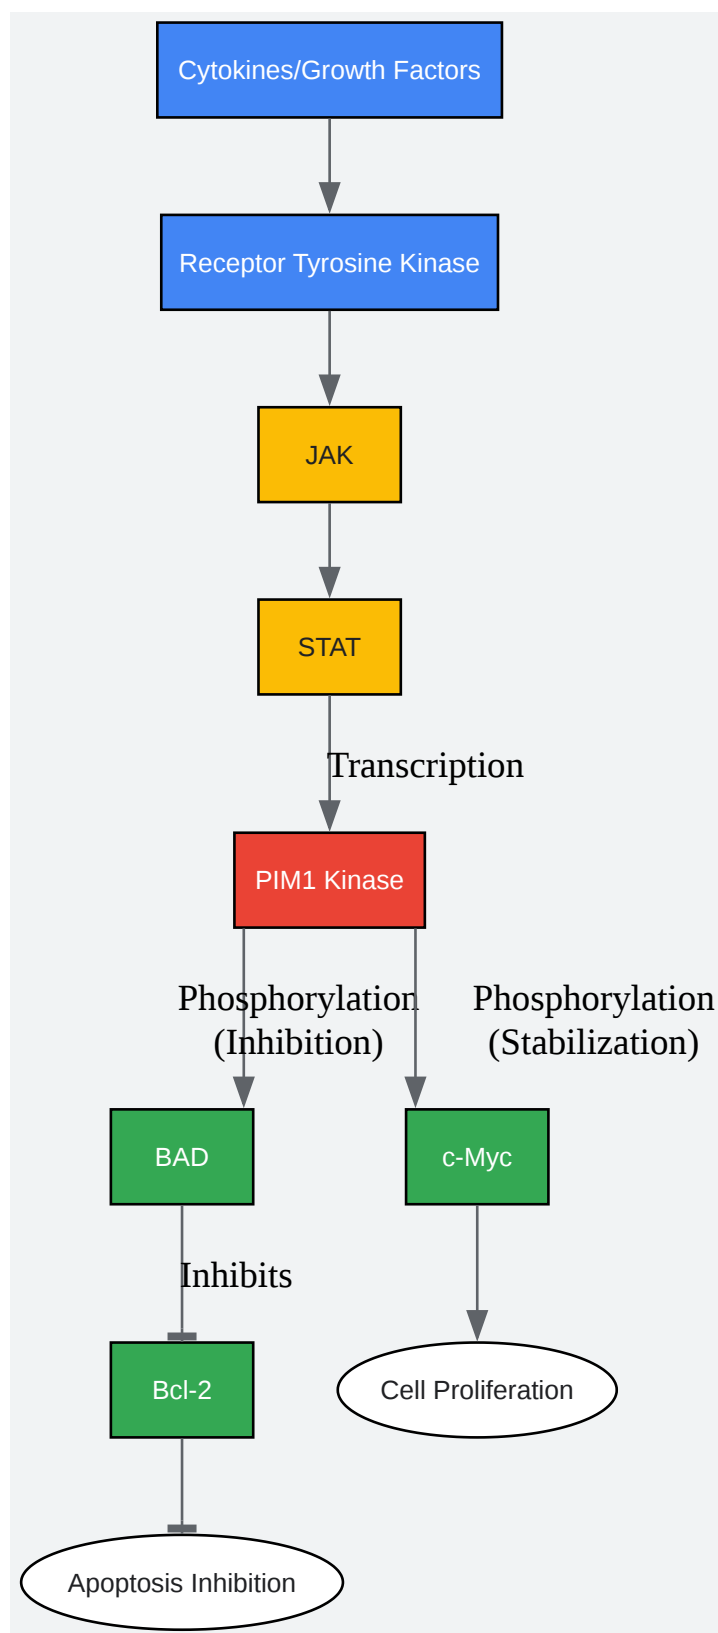 Cytokines/Growth Factors
Receptor Tyrosine Kinase
JAK
STAT
Transcription
PIM1 Kinase
Phosphorylation
(Inhibition)
Phosphorylation
(Stabilization)
BAD
c-Myc
Inhibits
Bcl-2
Cell Proliferation
Apoptosis Inhibition